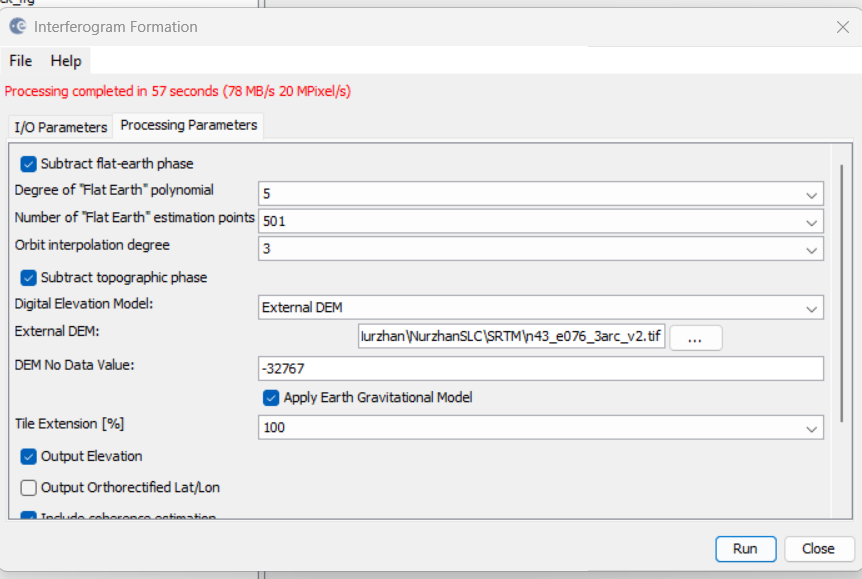 Interferogram Formation
File Help
Processing completed in 57 seconds (78 MB/s 20 MPixel/s)
I/O Parameters Processing Parameters
Subtract flat-earth phase
Degree of "Flat Earth" polynomial 5
Number of "Flat Earth" estimation points 501
Orbit interpolation degree 3
Subtract topographic phase
Digital Elevation Model: External DEM
External DEM: lurzhan\NurzhanSLC\SRTM\n43_e076_3arc_v2.tif ...
DEM No Data Value: -32767
Apply Earth Gravitational Model
Tile Extension [%] 100
Output Elevation
Output Orthorectified Lat/Lon
Include coherence estimation
Run Close